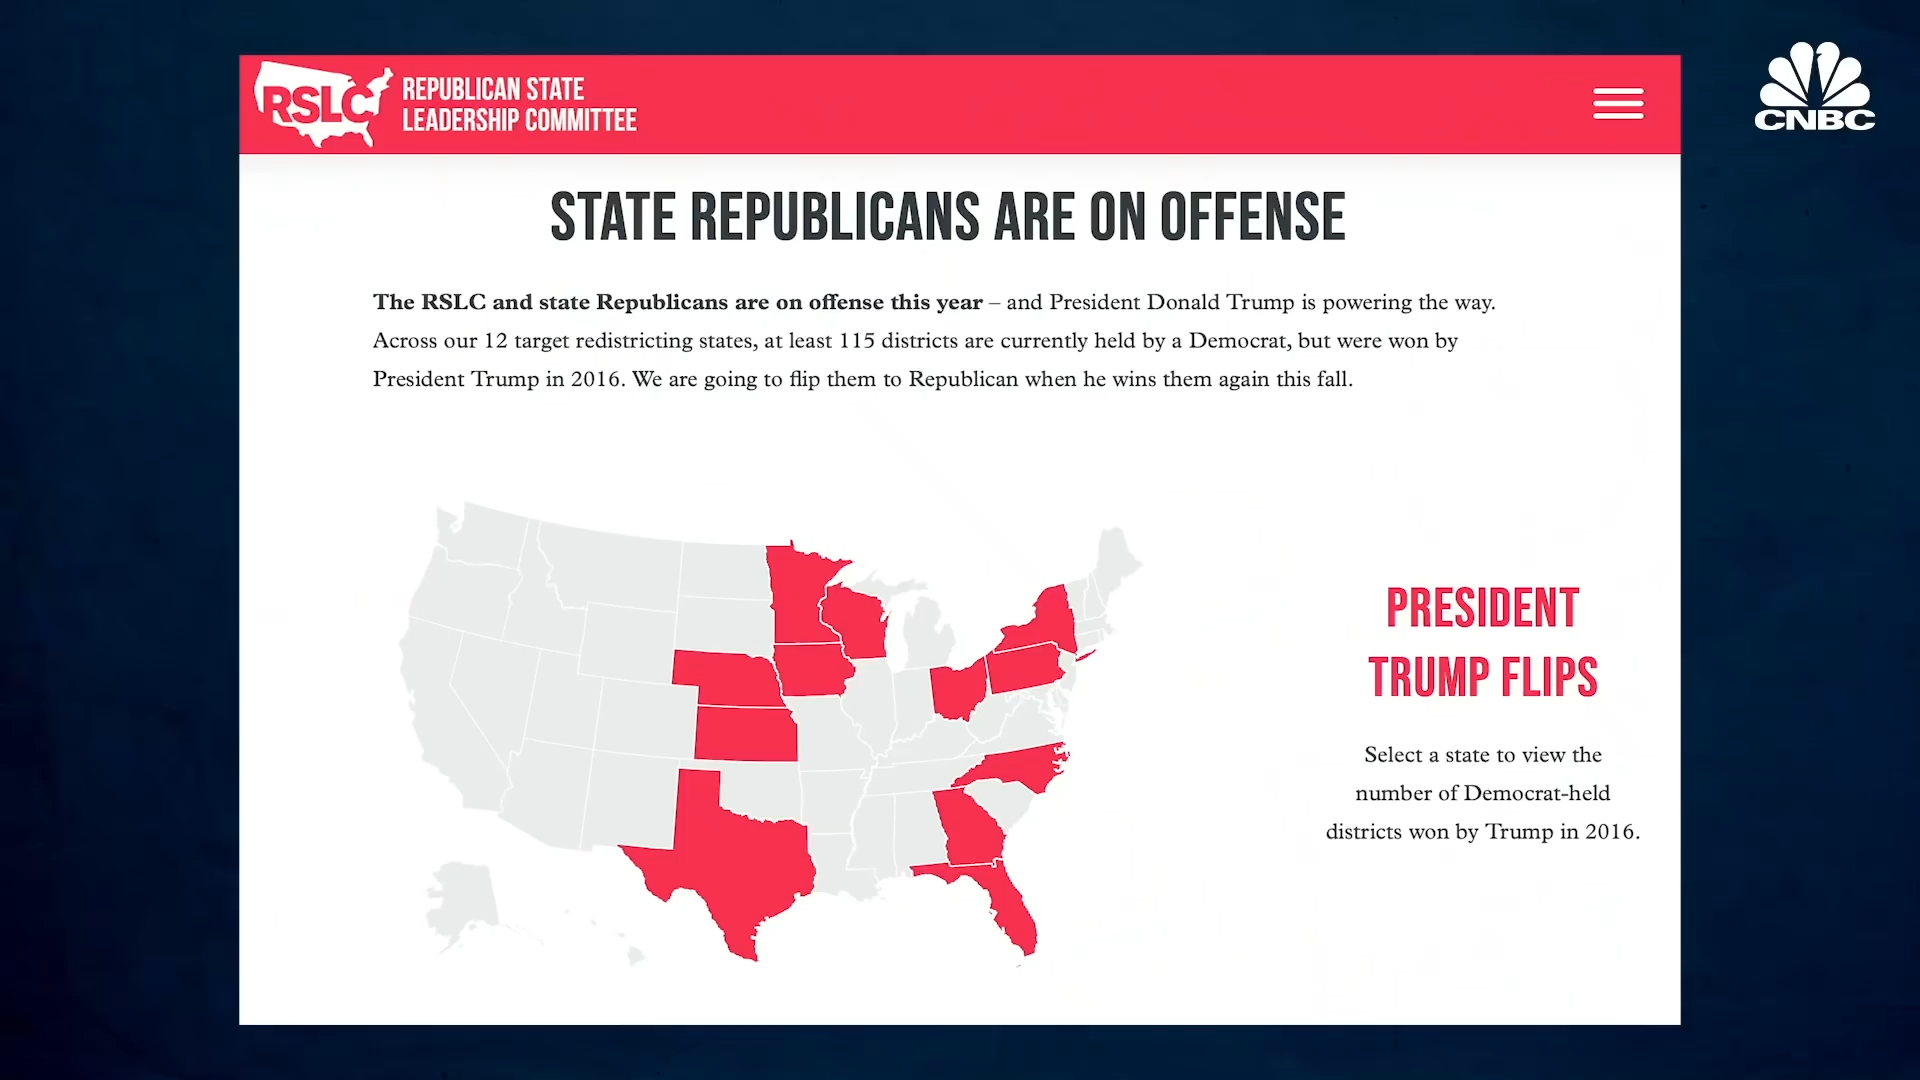 RSLC
REPUBLICAN STATE
LEADERSHIP COMMITTEE
CNBC
STATE REPUBLICANS ARE ON OFFENSE
The RSLC and state Republicans are on offense this year – and President Donald Trump is powering the way.
Across our 12 target redistricting states, at least 115 districts are currently held by a Democrat, but were won by
President Trump in 2016. We are going to flip them to Republican when he wins them again this fall.
PRESIDENT
TRUMP FLIPS
Select a state to view the
number of Democrat-held
districts won by Trump in 2016.